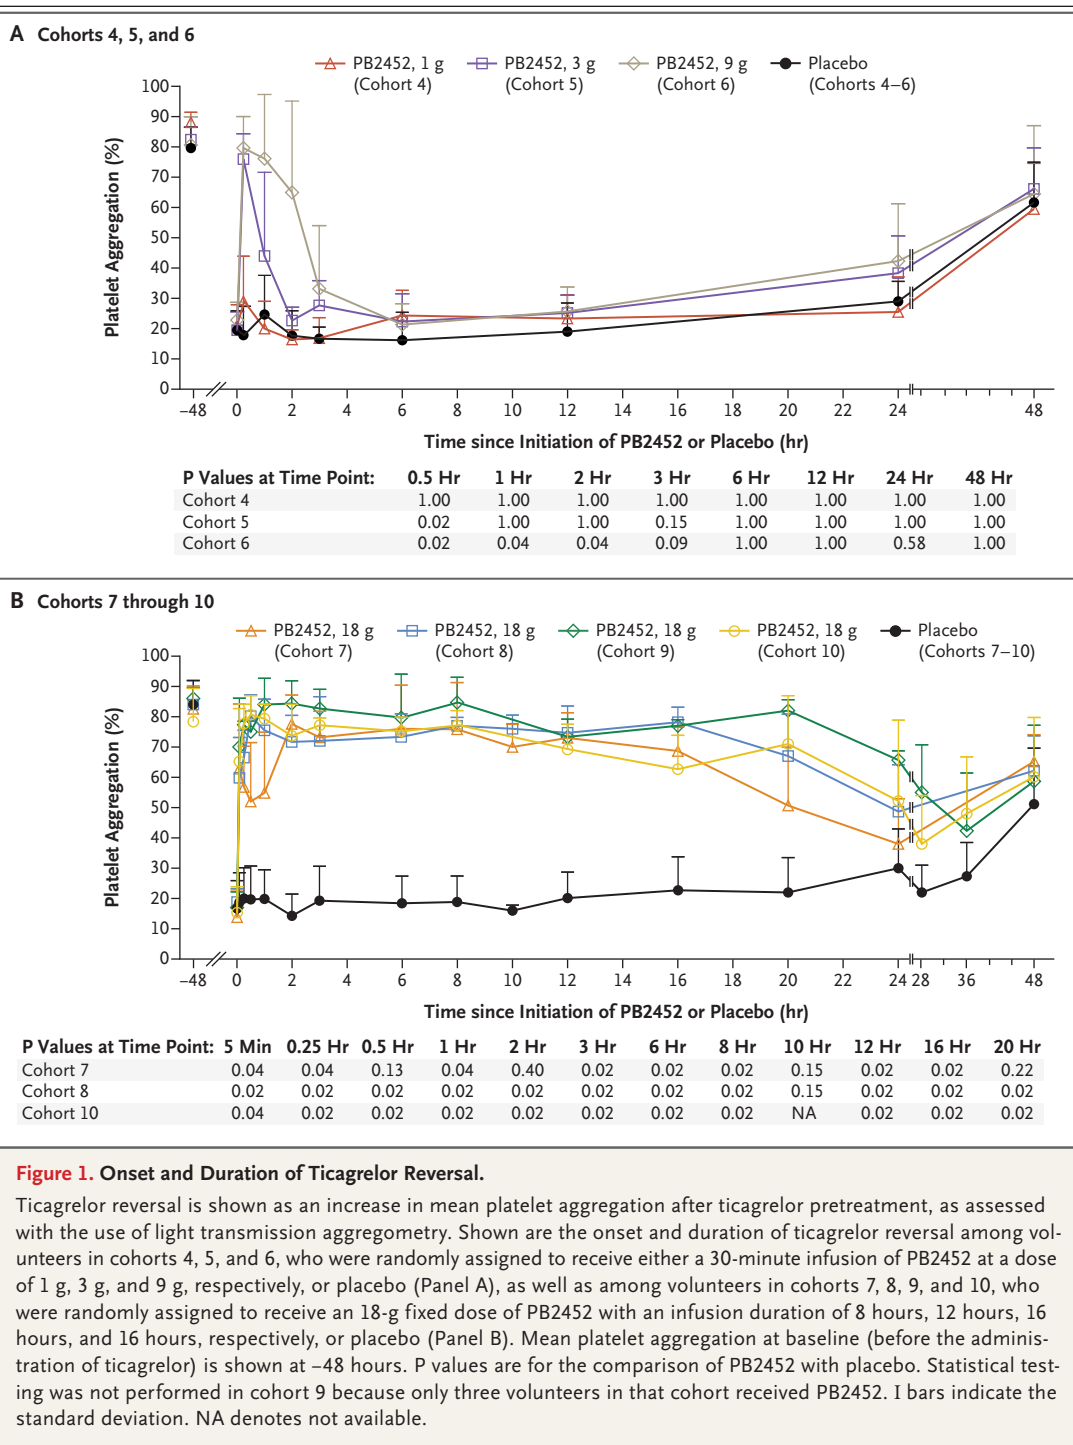 A Cohorts 4, 5, and 6
PB2452, 1 g (Cohort 4)
PB2452, 3 g (Cohort 5)
PB2452, 9 g (Cohort 6)
Placebo (Cohorts 4–6)
Platelet Aggregation (%)
100
90
80
70
60
50
40
30
20
10
0
–48 0 2 4 6 8 10 12 14 16 18 20 22 24 48
Time since Initiation of PB2452 or Placebo (hr)
P Values at Time Point: 0.5 Hr 1 Hr 2 Hr 3 Hr 6 Hr 12 Hr 24 Hr 48 Hr
Cohort 4 1.00 1.00 1.00 1.00 1.00 1.00 1.00 1.00
Cohort 5 0.02 1.00 1.00 0.15 1.00 1.00 1.00 1.00
Cohort 6 0.02 0.04 0.04 0.09 1.00 1.00 0.58 1.00
B Cohorts 7 through 10
PB2452, 18 g (Cohort 7)
PB2452, 18 g (Cohort 8)
PB2452, 18 g (Cohort 9)
PB2452, 18 g (Cohort 10)
Placebo (Cohorts 7–10)
Platelet Aggregation (%)
100
90
80
70
60
50
40
30
20
10
0
–48 0 2 4 6 8 10 12 14 16 18 20 22 24 28 36 48
Time since Initiation of PB2452 or Placebo (hr)
P Values at Time Point: 5 Min 0.25 Hr 0.5 Hr 1 Hr 2 Hr 3 Hr 6 Hr 8 Hr 10 Hr 12 Hr 16 Hr 20 Hr
Cohort 7 0.04 0.04 0.13 0.04 0.40 0.02 0.02 0.02 0.15 0.02 0.02 0.22
Cohort 8 0.02 0.02 0.02 0.02 0.02 0.02 0.02 0.02 0.15 0.02 0.02 0.02
Cohort 10 0.04 0.02 0.02 0.02 0.02 0.02 0.02 0.02 NA 0.02 0.02 0.02
Figure 1. Onset and Duration of Ticagrelor Reversal.
Ticagrelor reversal is shown as an increase in mean platelet aggregation after ticagrelor pretreatment, as assessed
with the use of light transmission aggregometry. Shown are the onset and duration of ticagrelor reversal among vol-
unteers in cohorts 4, 5, and 6, who were randomly assigned to receive either a 30-minute infusion of PB2452 at a dose
of 1 g, 3 g, and 9 g, respectively, or placebo (Panel A), as well as among volunteers in cohorts 7, 8, 9, and 10, who
were randomly assigned to receive an 18-g fixed dose of PB2452 with an infusion duration of 8 hours, 12 hours, 16
hours, and 16 hours, respectively, or placebo (Panel B). Mean platelet aggregation at baseline (before the adminis-
tration of ticagrelor) is shown at –48 hours. P values are for the comparison of PB2452 with placebo. Statistical test-
ing was not performed in cohort 9 because only three volunteers in that cohort received PB2452. I bars indicate the
standard deviation. NA denotes not available.